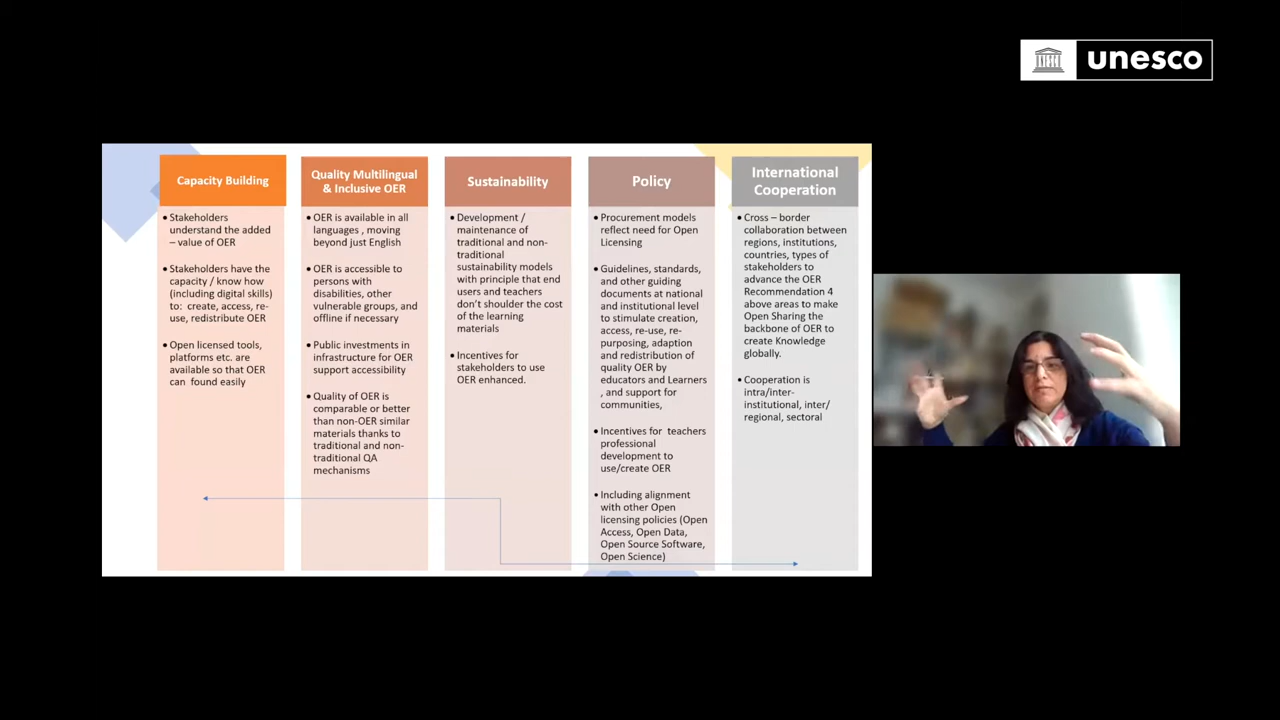 unesco
Capacity Building
• Stakeholders
understand the added
– value of OER
• Stakeholders have the
capacity / know how
(including digital skills)
to: create, access, re-
use, redistribute OER
• Open licensed tools,
platforms etc. are
available so that OER
can found easily
Quality Multilingual
& Inclusive OER
• OER is available in all
languages , moving
beyond just English
• OER is accessible to
persons with
disabilities, other
vulnerable groups, and
offline if necessary
• Public investments in
infrastructure for OER
support accessibility
• Quality of OER is
comparable or better
than non-OER similar
materials thanks to
traditional and non-
traditional QA
mechanisms
Sustainability
• Development /
maintenance of
traditional and non-
traditional
sustainability models
with principle that end
users and teachers
don’t shoulder the cost
of the learning
materials
• Incentives for
stakeholders to use
OER enhanced.
Policy
• Procurement models
reflect need for Open
Licensing
• Guidelines, standards,
and other guiding
documents at national
and institutional level
to stimulate creation,
access, re-use, re-
purposing, adaption
and redistribution of
quality OER by
educators and Learners
, and support for
communities,
• Incentives for teachers
professional
development to
use/create OER
• Including alignment
with other Open
licensing policies (Open
Access, Open Data,
Open Source Software,
Open Science)
International
Cooperation
• Cross – border
collaboration between
regions, institutions,
countries, types of
stakeholders to
advance the OER
Recommendation 4
above areas to make
Open Sharing the
backbone of OER to
create Knowledge
globally.
• Cooperation is
intra/inter-
institutional, inter/
regional, sectoral